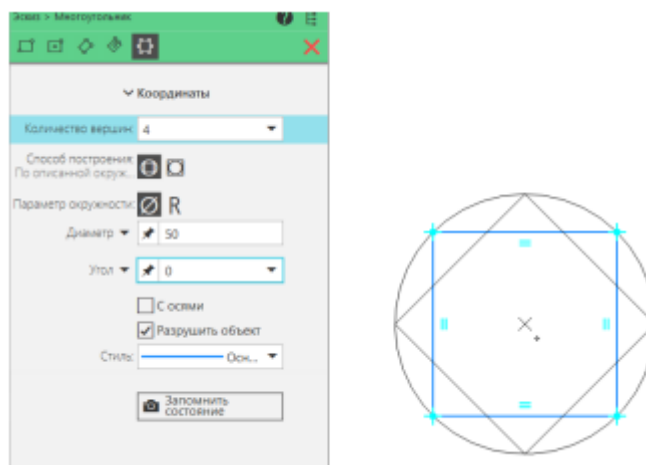 Эскиз > Многоугольник
Координаты
Количество вершин: 4
Способ построения:
По описанной окруж...
Параметр окружности: Ø R
Диаметр 50
Угол 0
С осями
Разрушить объект
Стиль: Осн...
Запомнить
состояние